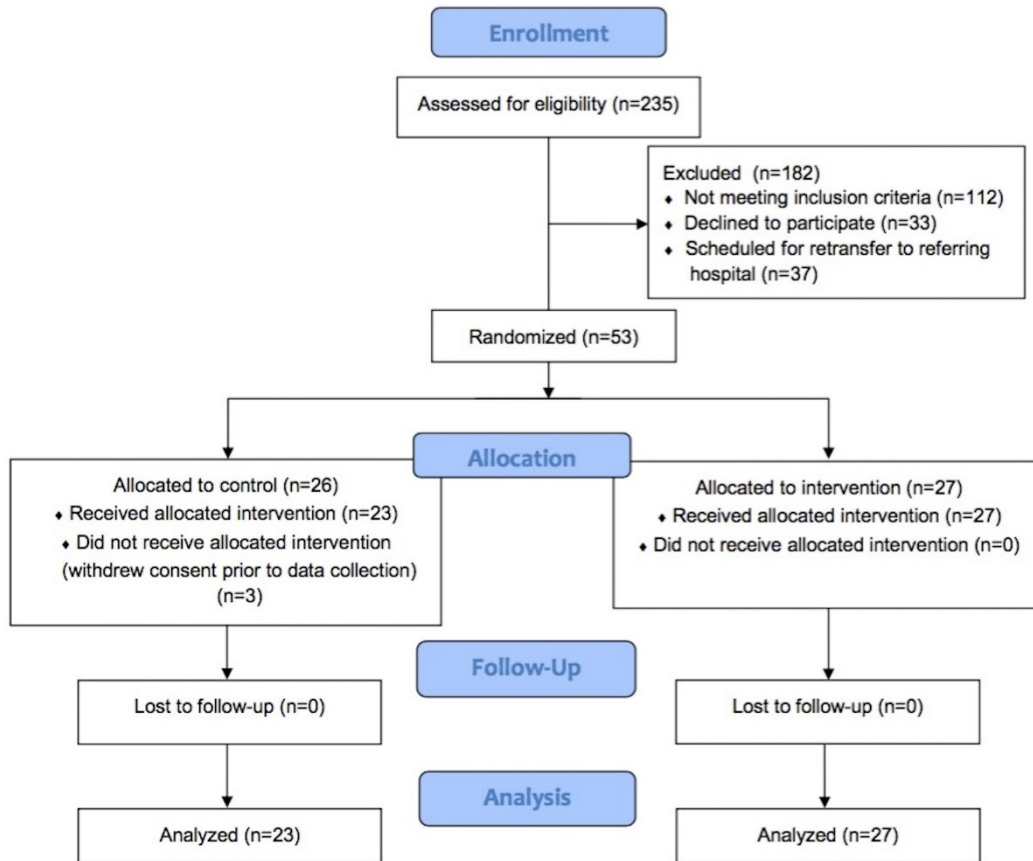 Enrollment
Assessed for eligibility (n=235)
Excluded (n=182)
♦ Not meeting inclusion criteria (n=112)
♦ Declined to participate (n=33)
♦ Scheduled for retransfer to referring
hospital (n=37)
Randomized (n=53)
Allocation
Allocated to control (n=26)
♦ Received allocated intervention (n=23)
♦ Did not receive allocated intervention
(withdrew consent prior to data collection)
(n=3)
Allocated to intervention (n=27)
♦ Received allocated intervention (n=27)
♦ Did not receive allocated intervention (n=0)
Follow-Up
Lost to follow-up (n=0)
Lost to follow-up (n=0)
Analysis
Analyzed (n=23)
Analyzed (n=27)